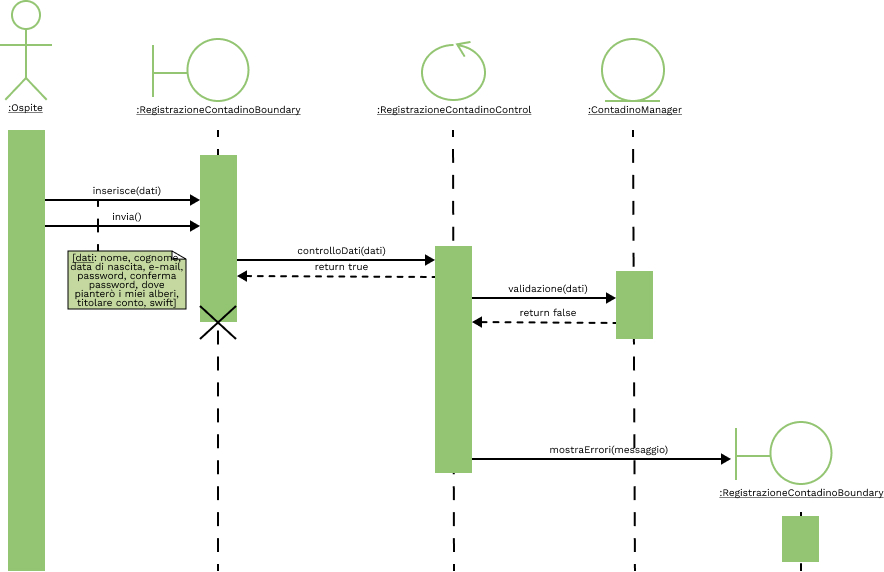 :Ospite
:RegistrazioneContadinoBoundary
:RegistrazioneContadinoControl
:ContadinoManager
inserisce(dati)
invia()
[dati: nome, cognome,
data di nascita, e-mail,
password, conferma
password, dove
pianterò i miei alberi,
titolare conto, swift]
controlloDati(dati)
return true
validazione(dati)
return false
mostraErrori(messaggio)
:RegistrazioneContadinoBoundary